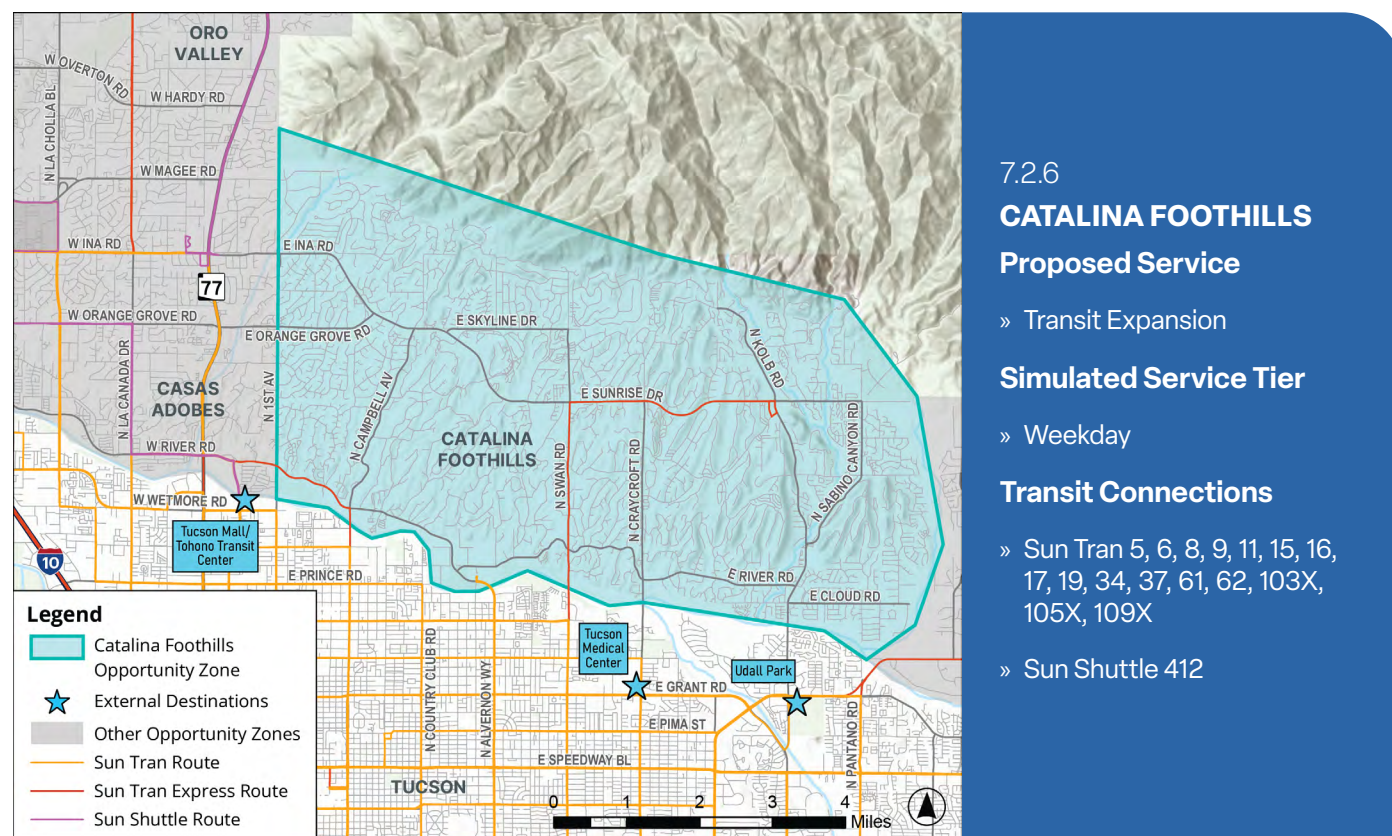 ORO
VALLEY
W OVERTON RD
W HARDY RD
N LA CHOLLA BL
W MAGEE RD
W INA RD
E INA RD
77
W ORANGE GROVE RD
E ORANGE GROVE RD
E SKYLINE DR
N KOLB RD
N LA CANADA DR
CASAS
ADOBES
N 1ST AV
N CAMPBELL AV
E SUNRISE DR
CATALINA
FOOTHILLS
N SWAN RD
N CRAYCROFT RD
N SABINO CANYON RD
W RIVER RD
W WETMORE RD
Tucson Mall/
Tohono Transit
Center
10
E PRINCE RD
E RIVER RD
E CLOUD RD
Tucson
Medical
Center
Udall Park
E GRANT RD
N COUNTRY CLUB RD
N ALVERNON WY
E PIMA ST
N PANTANO RD
E SPEEDWAY BL
TUCSON
0 1 2 3 4
Miles
Legend
Catalina Foothills
Opportunity Zone
External Destinations
Other Opportunity Zones
Sun Tran Route
Sun Tran Express Route
Sun Shuttle Route
7.2.6
CATALINA FOOTHILLS
Proposed Service
» Transit Expansion
Simulated Service Tier
» Weekday
Transit Connections
» Sun Tran 5, 6, 8, 9, 11, 15, 16,
17, 19, 34, 37, 61, 62, 103X,
105X, 109X
» Sun Shuttle 412